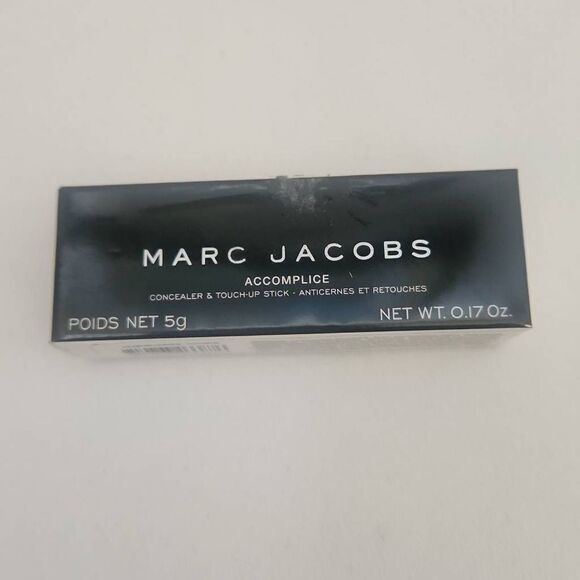 MARC JACOBS
ACCOMPLICE
CONCEALER & TOUCH-UP STICK - ANTICERNES ET RETOUCHES
POIDS NET 5g
NET WT. 0.17 Oz.